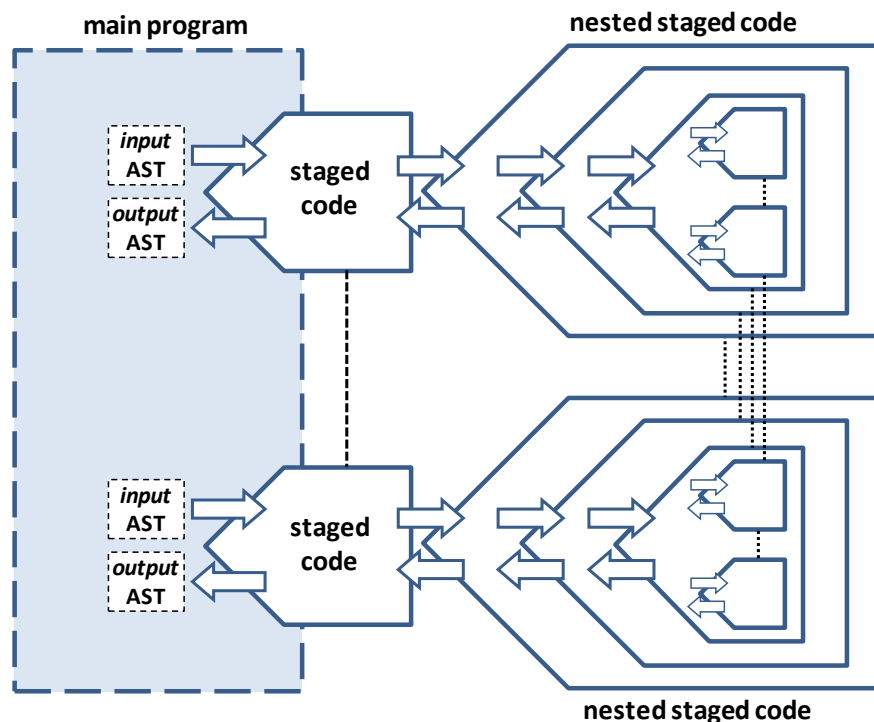 main program
nested staged code
input
AST
output
AST
staged
code
input
AST
output
AST
staged
code
nested staged code